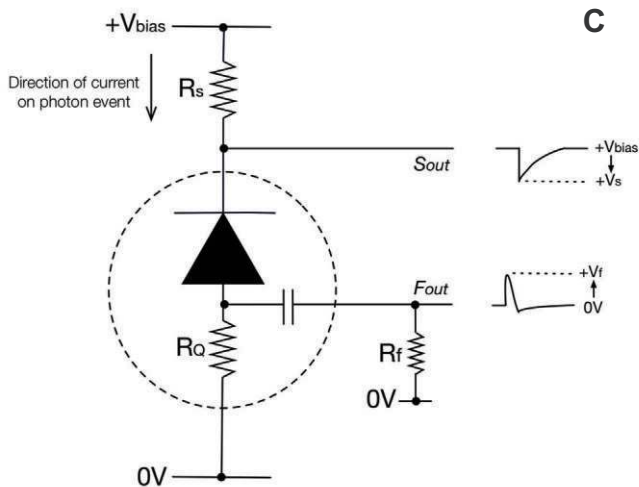 C
+Vbias
Direction of current
on photon event
Rs
Sout
+Vbias
+Vs
Fout
+Vf
0V
RQ
Rf
0V
0V